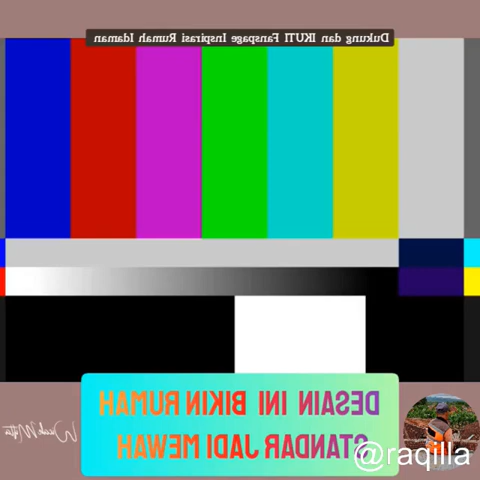 Dukung dan IKUTI Fanspage Inspirasi Rumah Idaman
DESAIN INI BIKIN RUMAH
STANDAR JADI MEWAH
@raqilla